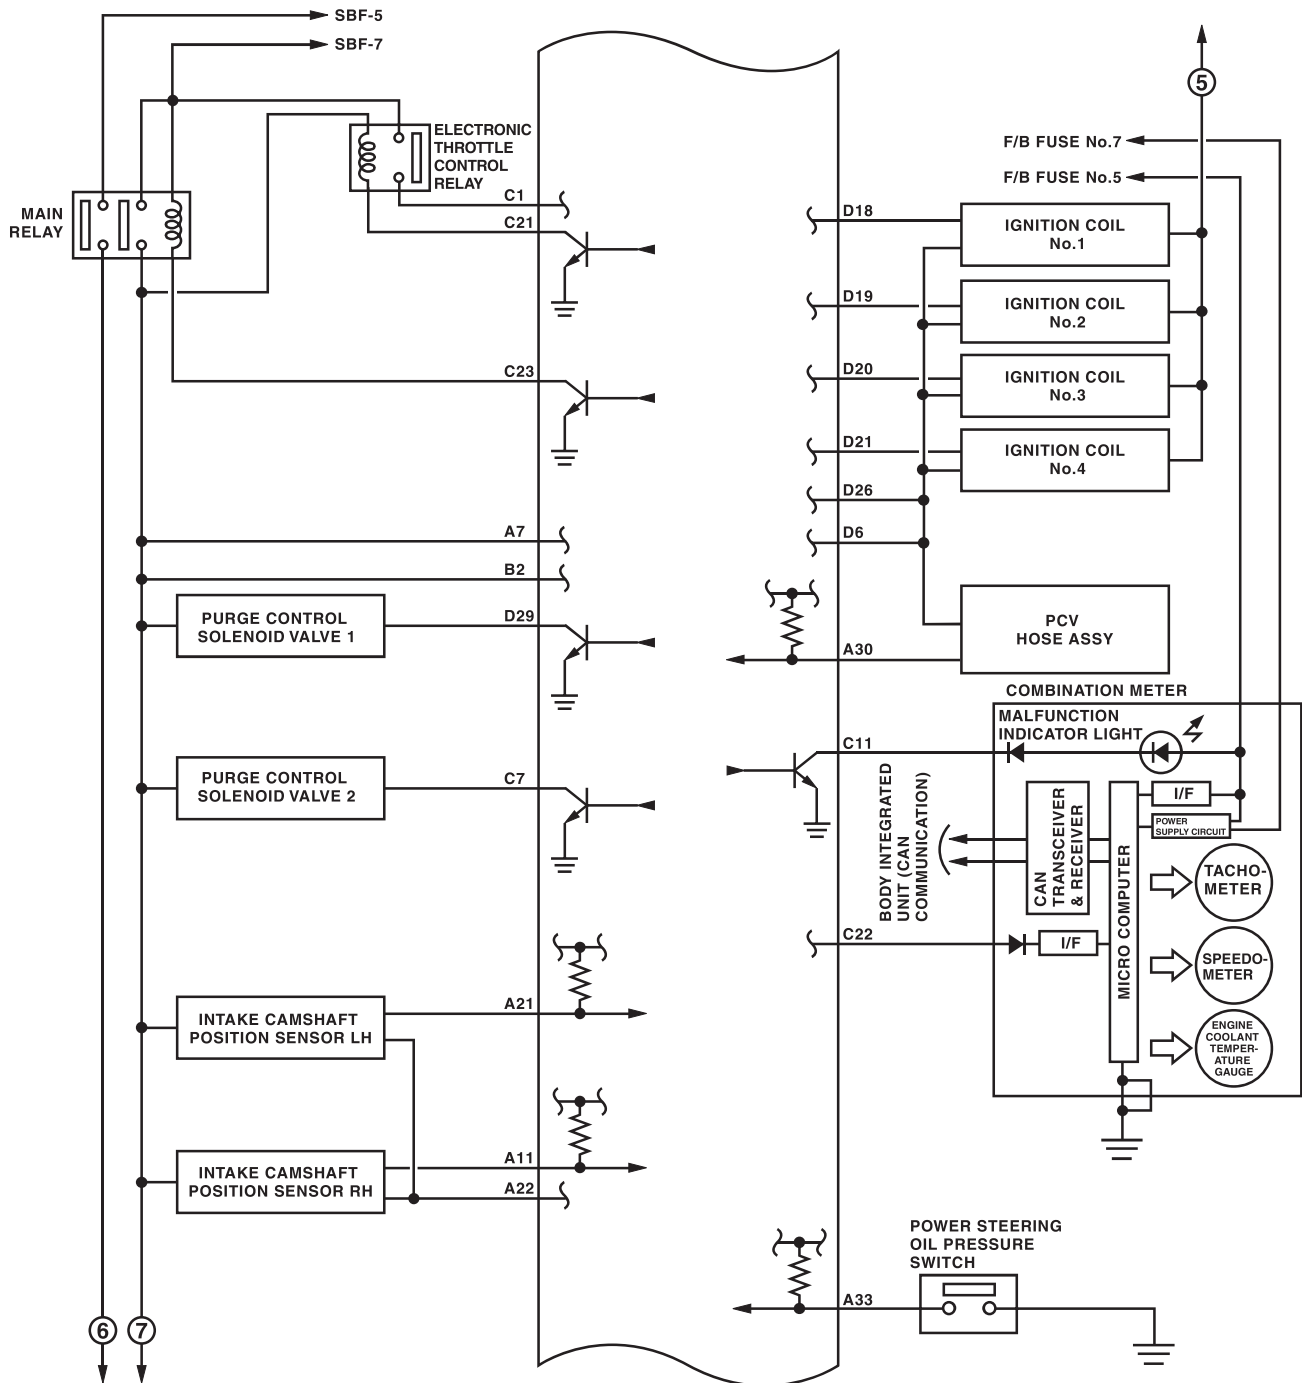 SBF-5
SBF-7
ELECTRONIC
THROTTLE
CONTROL
RELAY
MAIN
RELAY
C1
C21
C23
A7
B2
PURGE CONTROL
SOLENOID VALVE 1
D29
PURGE CONTROL
SOLENOID VALVE 2
C7
INTAKE CAMSHAFT
POSITION SENSOR LH
A21
INTAKE CAMSHAFT
POSITION SENSOR RH
A11
A22
6
7
5
F/B FUSE No.7
F/B FUSE No.5
D18
IGNITION COIL
No.1
D19
IGNITION COIL
No.2
D20
IGNITION COIL
No.3
D21
IGNITION COIL
No.4
D26
D6
PCV
HOSE ASSY
A30
COMBINATION METER
MALFUNCTION
INDICATOR LIGHT
C11
BODY INTEGRATED
UNIT (CAN
COMMUNICATION)
CAN
TRANSCEIVER
& RECEIVER
MICRO COMPUTER
I/F
POWER
SUPPLY CIRCUIT
TACHO-
METER
C22
I/F
SPEEDO-
METER
ENGINE
COOLANT
TEMPER-
ATURE
GAUGE
POWER STEERING
OIL PRESSURE
SWITCH
A33